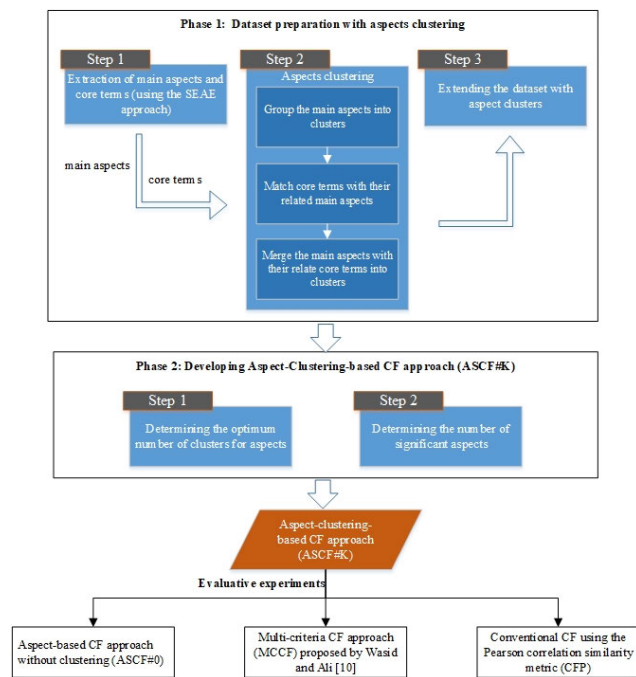 Phase 1: Dataset preparation with aspects clustering
Step 1
Extraction of main aspects and
core terms (using the SEAE
approach)
main aspects
core terms
Step 2
Aspects clustering
Group the main aspects into
clusters
Match core terms with their
related main aspects
Merge the main aspects with
their relate core terms into
clusters
Step 3
Extending the dataset with
aspect clusters
Phase 2: Developing Aspect-Clustering-based CF approach (ASCF#K)
Step 1
Determining the optimum
number of clusters for aspects
Step 2
Determining the number of
significant aspects
Aspect-clustering-
based CF approach
(ASCF#K)
Evaluative experiments
Aspect-based CF approach
without clustering (ASCF#0)
Multi-criteria CF approach
(MCCF) proposed by Wasid
and Ali [10]
Conventional CF using the
Pearson correlation similarity
metric (CFP)